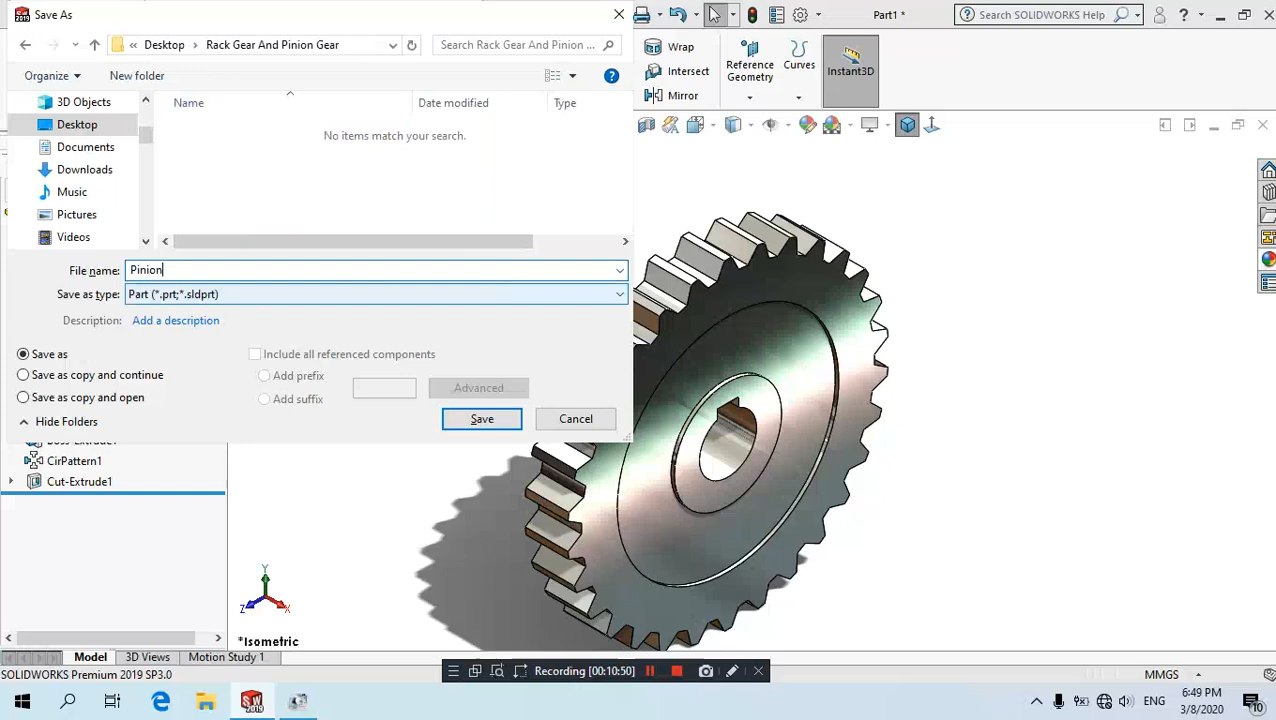 Save As
Part1 *
Search SOLIDWORKS Help
?
« Desktop > Rack Gear And Pinion Gear
Search Rack Gear And Pinion ...
Wrap
Intersect
Mirror
Reference Geometry
Curves
Instant3D
Organize
New folder
Name
Date modified
Type
3D Objects
Desktop
Documents
Downloads
Music
Pictures
Videos
No items match your search.
File name: Pinion
Save as type: Part (*.prt;*.sldprt)
Description: Add a description
Save as
Save as copy and continue
Save as copy and open
Include all referenced components
Add prefix
Add suffix
Advanced
Hide Folders
Save
Cancel
CirPattern1
Cut-Extrude1
Y
Z
X
*Isometric
Model
3D Views
Motion Study 1
Recording [00:10:50]
SOLIDWORKS Premium 2019 SP3.0
MMGS
SW
2019
ENG
6:49 PM
3/8/2020
10